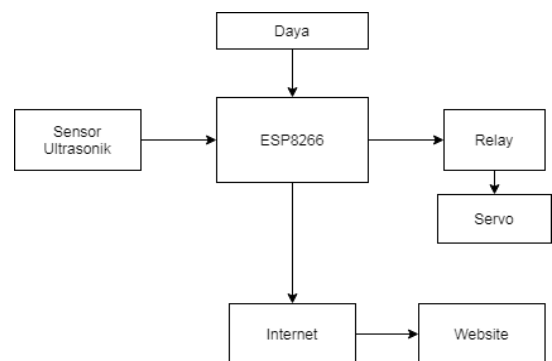 Daya
Sensor
Ultrasonik
ESP8266
Relay
Servo
Internet
Website